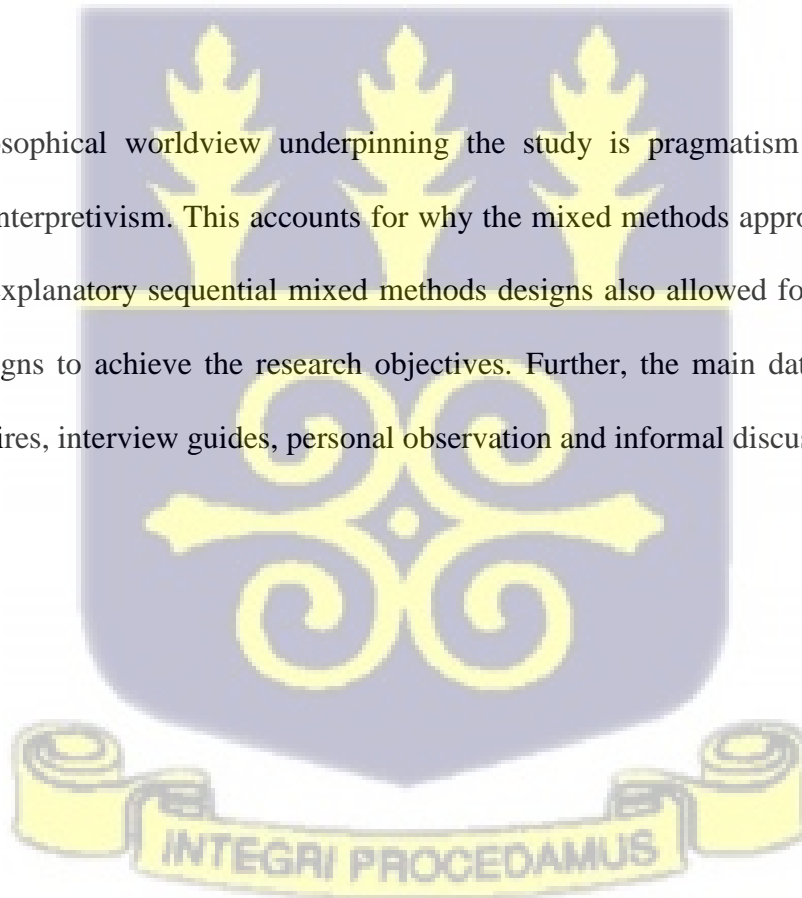 osophical worldview underpinning the study is pragmatism
nterpretivism. This accounts for why the mixed methods appro
explanatory sequential mixed methods designs also allowed fo
gns to achieve the research objectives. Further, the main dat
ires, interview guides, personal observation and informal discus
INTEGRI PROCEDAMUS